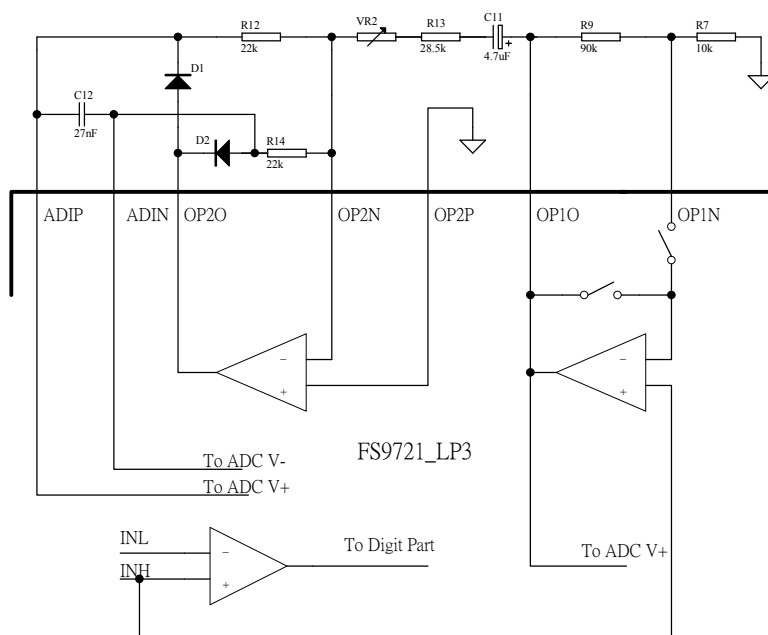 R12
22k
VR2
R13
28.5k
C11
+
4.7uF
R9
90k
R7
10k
D1
C12
27nF
D2
R14
22k
ADIP
ADIN
OP2O
OP2N
OP2P
OP1O
OP1N
−
+
−
+
FS9721_LP3
To ADC V-
To ADC V+
INL
−
To Digit Part
To ADC V+
INH
+